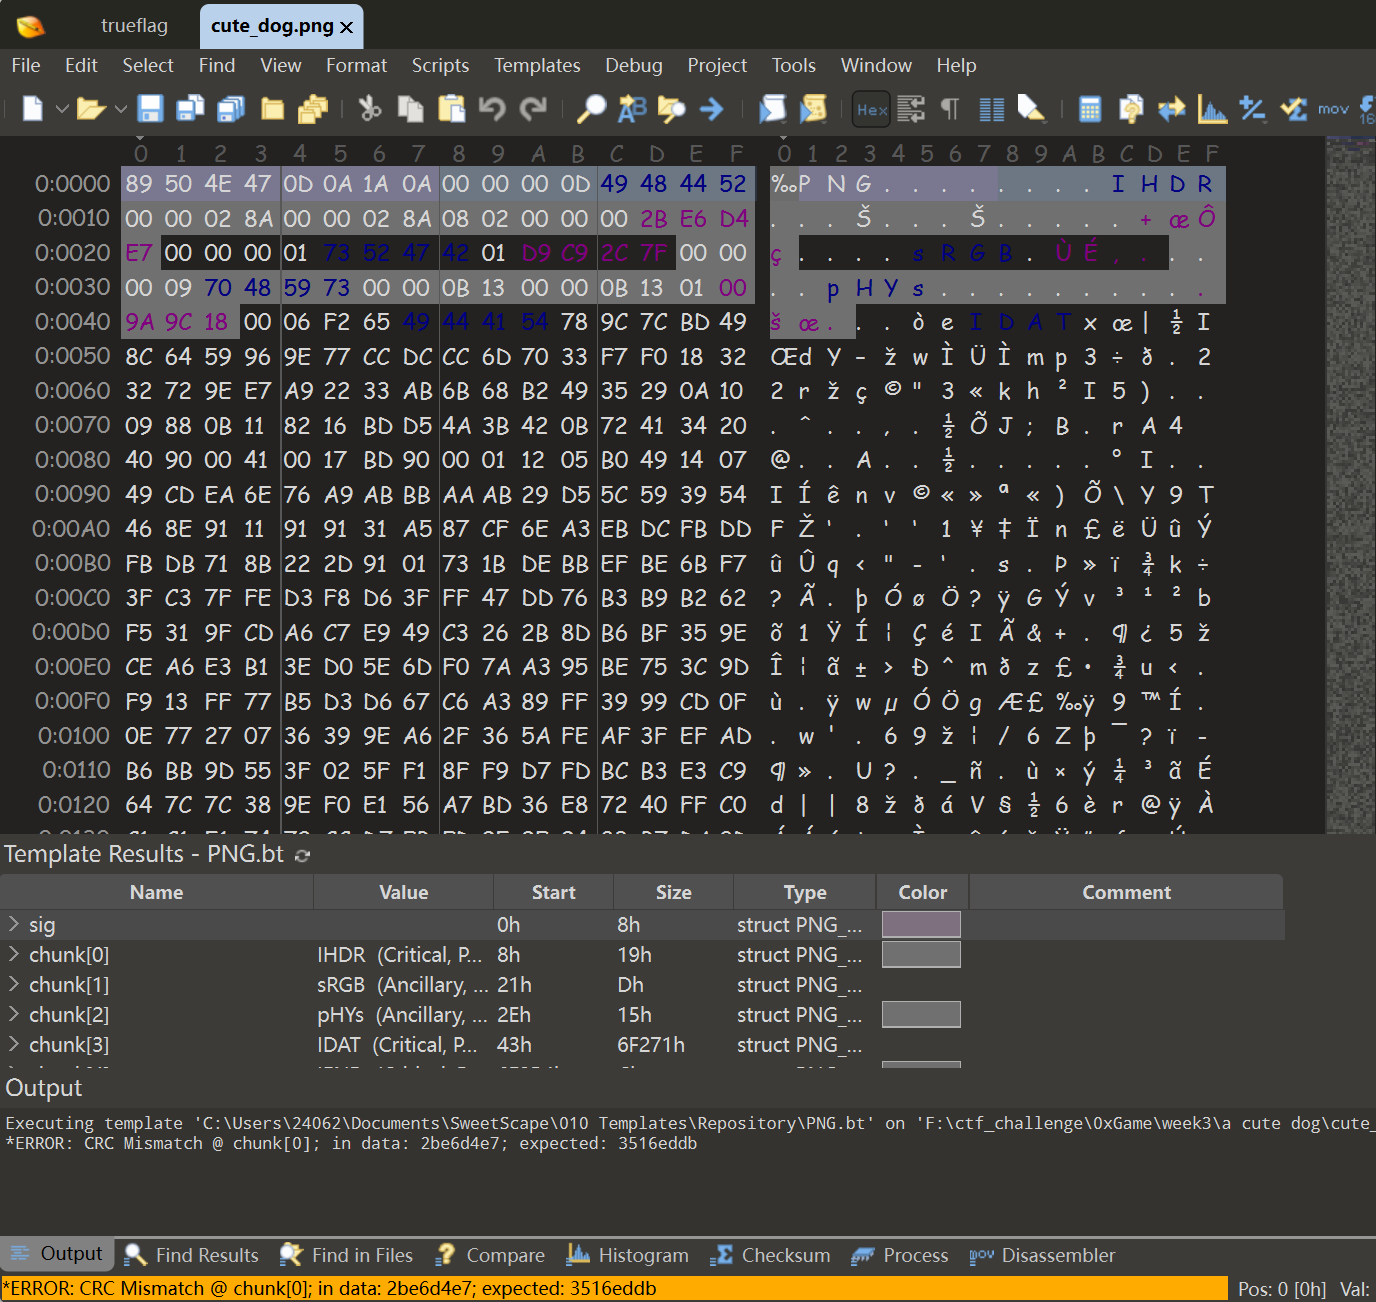 trueflag cute_dog.png ×
File Edit Select Find View Format Scripts Templates Debug Project Tools Window Help
Hex mov
0 1 2 3 4 5 6 7 8 9 A B C D E F 0 1 2 3 4 5 6 7 8 9 A B C D E F
0:0000 89 50 4E 47 0D 0A 1A 0A 00 00 00 0D 49 48 44 52 ‰PNG........IHDR
0:0010 00 00 02 8A 00 00 02 8A 08 02 00 00 00 2B E6 D4 ...Š...Š.....+æÔ
0:0020 E7 00 00 00 01 73 52 47 42 01 D9 C9 2C 7F 00 00 ç....sRGB.ÙÉ,...
0:0030 00 09 70 48 59 73 00 00 0B 13 00 00 0B 13 01 00 ..pHYs..........
0:0040 9A 9C 18 00 06 F2 65 49 44 41 54 78 9C 7C BD 49 šœ...òeIDATxœ|½I
0:0050 8C 64 59 96 9E 77 CC DC CC 6D 70 33 F7 F0 18 32 ŒdY–žwÌÜÌmp3÷ð.2
0:0060 32 72 9E E7 A9 22 33 AB 6B 68 B2 49 35 29 0A 10 2ržç©"3«kh²I5)..
0:0070 09 88 0B 11 82 16 BD D5 4A 3B 42 0B 72 41 34 20 .ˆ..‚.½ÕJ;B.rA4
0:0080 40 90 00 41 00 17 BD 90 00 01 12 05 B0 49 14 07 @..A..½.....°I..
0:0090 49 CD EA 6E 76 A9 AB BB AA AB 29 D5 5C 59 39 54 IÍênv©«»ª«)Õ\Y9T
0:00A0 46 8E 91 11 91 91 31 A5 87 CF 6E A3 EB DC FB DD FŽ‘.‘‘1¥‡Ïn£ëÜûÝ
0:00B0 FB DB 71 8B 22 2D 91 01 73 1B DE BB EF BE 6B F7 ûÛq‹"-‘.s.Þ»ï¾k÷
0:00C0 3F C3 7F FE D3 F8 D6 3F FF 47 DD 76 B3 B9 B2 62 ?Ã.þÓøÖ?ÿGÝv³¹²b
0:00D0 F5 31 9F CD A6 C7 E9 49 C3 26 2B 8D B6 BF 35 9E õ1ŸÍ¦ÇéIÃ&+.¶¿5ž
0:00E0 CE A6 E3 B1 3E D0 5E 6D F0 7A A3 95 BE 75 3C 9D Î¦ã±>Ð^mðz£•¾u<.
0:00F0 F9 13 FF 77 B5 D3 D6 67 C6 A3 89 FF 39 99 CD 0F ù.ÿwµÓÖgÆ£‰ÿ9™Í.
0:0100 0E 77 27 07 36 39 9E A6 2F 36 5A FE AF 3F EF AD .w'.69ž¦/6Zþ¯?ï-
0:0110 B6 BB 9D 55 3F 02 5F F1 8F F9 D7 FD BC B3 E3 C9 ¶».U?._ñ.ù×ý¼³ãÉ
0:0120 64 7C 7C 38 9E F0 E1 56 A7 BD 36 E8 72 40 FF C0 d||8žðáV§½6èr@ÿÀ
Template Results - PNG.bt
Name Value Start Size Type Color Comment
sig 0h 8h struct PNG_...
chunk[0] IHDR (Critical, P... 8h 19h struct PNG_...
chunk[1] sRGB (Ancillary, ... 21h Dh struct PNG_...
chunk[2] pHYs (Ancillary, ... 2Eh 15h struct PNG_...
chunk[3] IDAT (Critical, P... 43h 6F271h struct PNG_...
Output
Executing template 'C:\Users\24062\Documents\SweetScape\010 Templates\Repository\PNG.bt' on 'F:\ctf_challenge\0xGame\week3\a cute dog\cute_
*ERROR: CRC Mismatch @ chunk[0]; in data: 2be6d4e7; expected: 3516eddb
Output Find Results Find in Files Compare Histogram Checksum Process Disassembler
*ERROR: CRC Mismatch @ chunk[0]; in data: 2be6d4e7; expected: 3516eddb Pos: 0 [0h] Val: